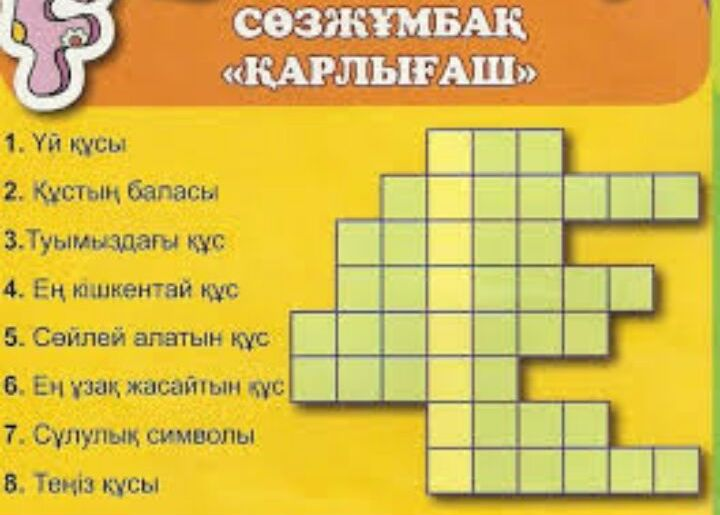 СӨЗЖҰМБАҚ
«ҚАРЛЫҒАШ»
1. Үй құсы
2. Құстың баласы
3.Туымыздағы құс
4. Ең кішкентай құс
5. Сөйлей алатын құс
6. Ең ұзақ жасайтын құс
7. Сұлулық символы
8. Теңіз құсы